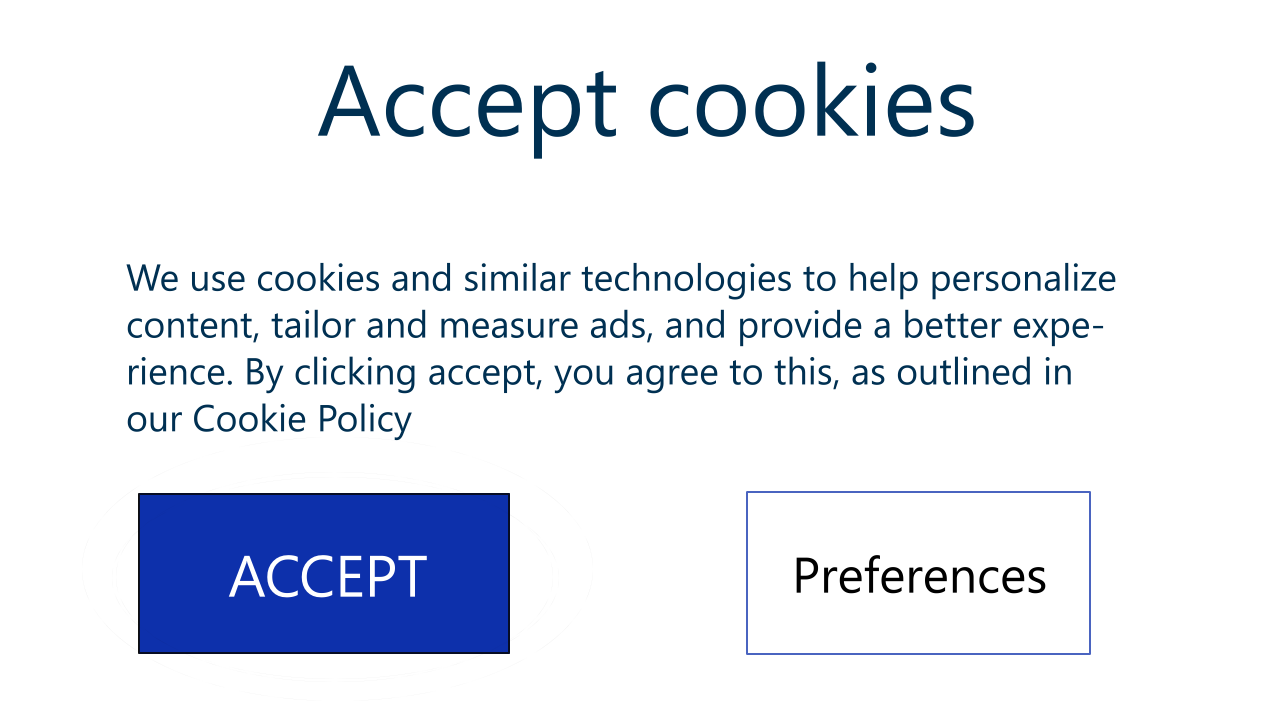 Accept cookies
We use cookies and similar technologies to help personalize
content, tailor and measure ads, and provide a better expe-
rience. By clicking accept, you agree to this, as outlined in
our Cookie Policy
ACCEPT
Preferences